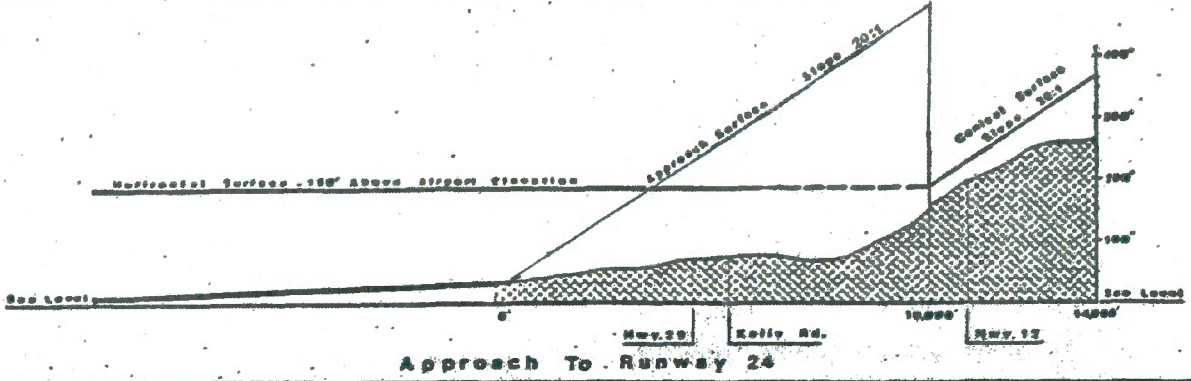 Approach Surface Slope 20:1
Conical Surface
Slope 20:1
400'
300'
200'
100'
Horizontal Surface - 150' Above Airport Elevation
Sea Level
Sea Level
0'
10,000'
14,000'
Hwy. 29
Kelly Rd.
Hwy. 12
Approach To Runway 24